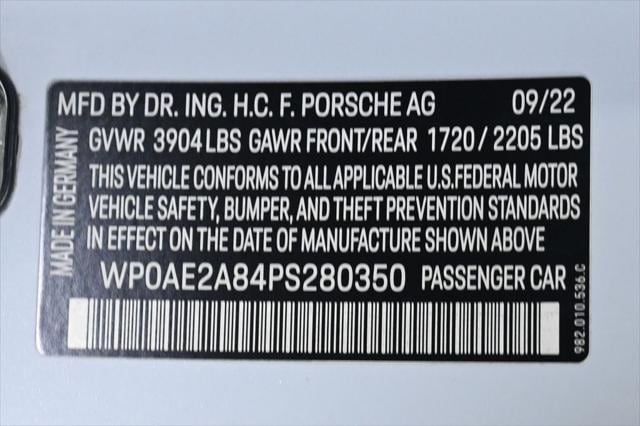 MFD BY DR. ING. H.C. F. PORSCHE AG 09/22
GVWR 3904 LBS GAWR FRONT/REAR 1720 / 2205 LBS
THIS VEHICLE CONFORMS TO ALL APPLICABLE U.S. FEDERAL MOTOR
VEHICLE SAFETY, BUMPER, AND THEFT PREVENTION STANDARDS
IN EFFECT ON THE DATE OF MANUFACTURE SHOWN ABOVE
WP0AE2A84PS280350 PASSENGER CAR
MADE IN GERMANY
982.010.536.C